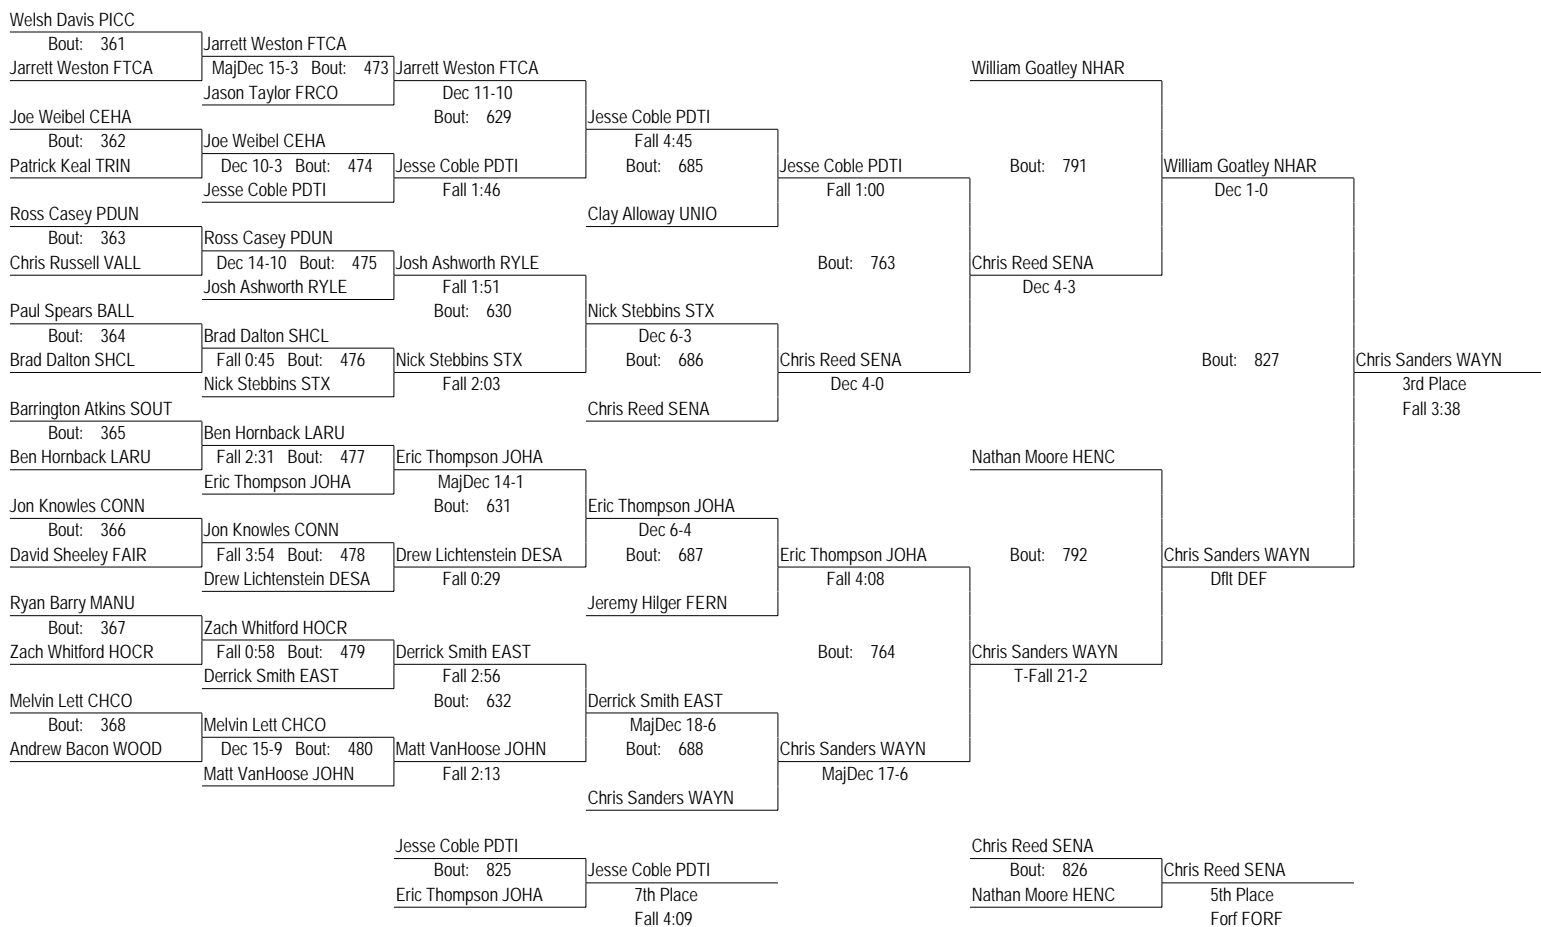 Welsh Davis PICC
Bout: 361 Jarrett Weston FTCA
Jarrett Weston FTCA MajDec 15-3 Bout: 473 Jarrett Weston FTCA William Goatley NHAR
Jason Taylor FRCO Dec 11-10
Joe Weibel CEHA Bout: 629 Jesse Coble PDTI
Bout: 362 Joe Weibel CEHA Fall 4:45
Patrick Keal TRIN Dec 10-3 Bout: 474 Jesse Coble PDTI Bout: 685 Jesse Coble PDTI Bout: 791 William Goatley NHAR
Jesse Coble PDTI Fall 1:46 Fall 1:00 Dec 1-0
Ross Casey PDUN Clay Alloway UNIO
Bout: 363 Ross Casey PDUN
Chris Russell VALL Dec 14-10 Bout: 475 Josh Ashworth RYLE Bout: 763 Chris Reed SENA
Josh Ashworth RYLE Fall 1:51 Dec 4-3
Paul Spears BALL Bout: 630 Nick Stebbins STX
Bout: 364 Brad Dalton SHCL Dec 6-3
Brad Dalton SHCL Fall 0:45 Bout: 476 Nick Stebbins STX Bout: 686 Chris Reed SENA Bout: 827 Chris Sanders WAYN
Nick Stebbins STX Fall 2:03 Dec 4-0 3rd Place
Barrington Atkins SOUT Chris Reed SENA Fall 3:38
Bout: 365 Ben Hornback LARU
Ben Hornback LARU Fall 2:31 Bout: 477 Eric Thompson JOHA Nathan Moore HENC
Eric Thompson JOHA MajDec 14-1
Jon Knowles CONN Bout: 631 Eric Thompson JOHA
Bout: 366 Jon Knowles CONN Dec 6-4
David Sheeley FAIR Fall 3:54 Bout: 478 Drew Lichtenstein DESA Bout: 687 Eric Thompson JOHA Bout: 792 Chris Sanders WAYN
Drew Lichtenstein DESA Fall 0:29 Fall 4:08 Dflt DEF
Ryan Barry MANU Jeremy Hilger FERN
Bout: 367 Zach Whitford HOCR
Zach Whitford HOCR Fall 0:58 Bout: 479 Derrick Smith EAST Bout: 764 Chris Sanders WAYN
Derrick Smith EAST Fall 2:56 T-Fall 21-2
Melvin Lett CHCO Bout: 632 Derrick Smith EAST
Bout: 368 Melvin Lett CHCO MajDec 18-6
Andrew Bacon WOOD Dec 15-9 Bout: 480 Matt VanHoose JOHN Bout: 688 Chris Sanders WAYN
Matt VanHoose JOHN Fall 2:13 MajDec 17-6
Chris Sanders WAYN
Jesse Coble PDTI Chris Reed SENA
Bout: 825 Jesse Coble PDTI Bout: 826 Chris Reed SENA
Eric Thompson JOHA 7th Place Nathan Moore HENC 5th Place
Fall 4:09 Forf FORF